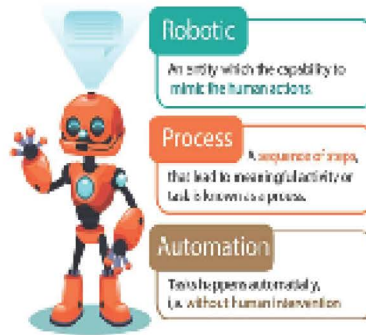 Robotic
An entity which the capability to
mimic the human actions.
Process
A sequence of steps,
that lead to meaningful activity or
task is known as a process.
Automation
Tasks happens automatically,
i.e. without human intervention